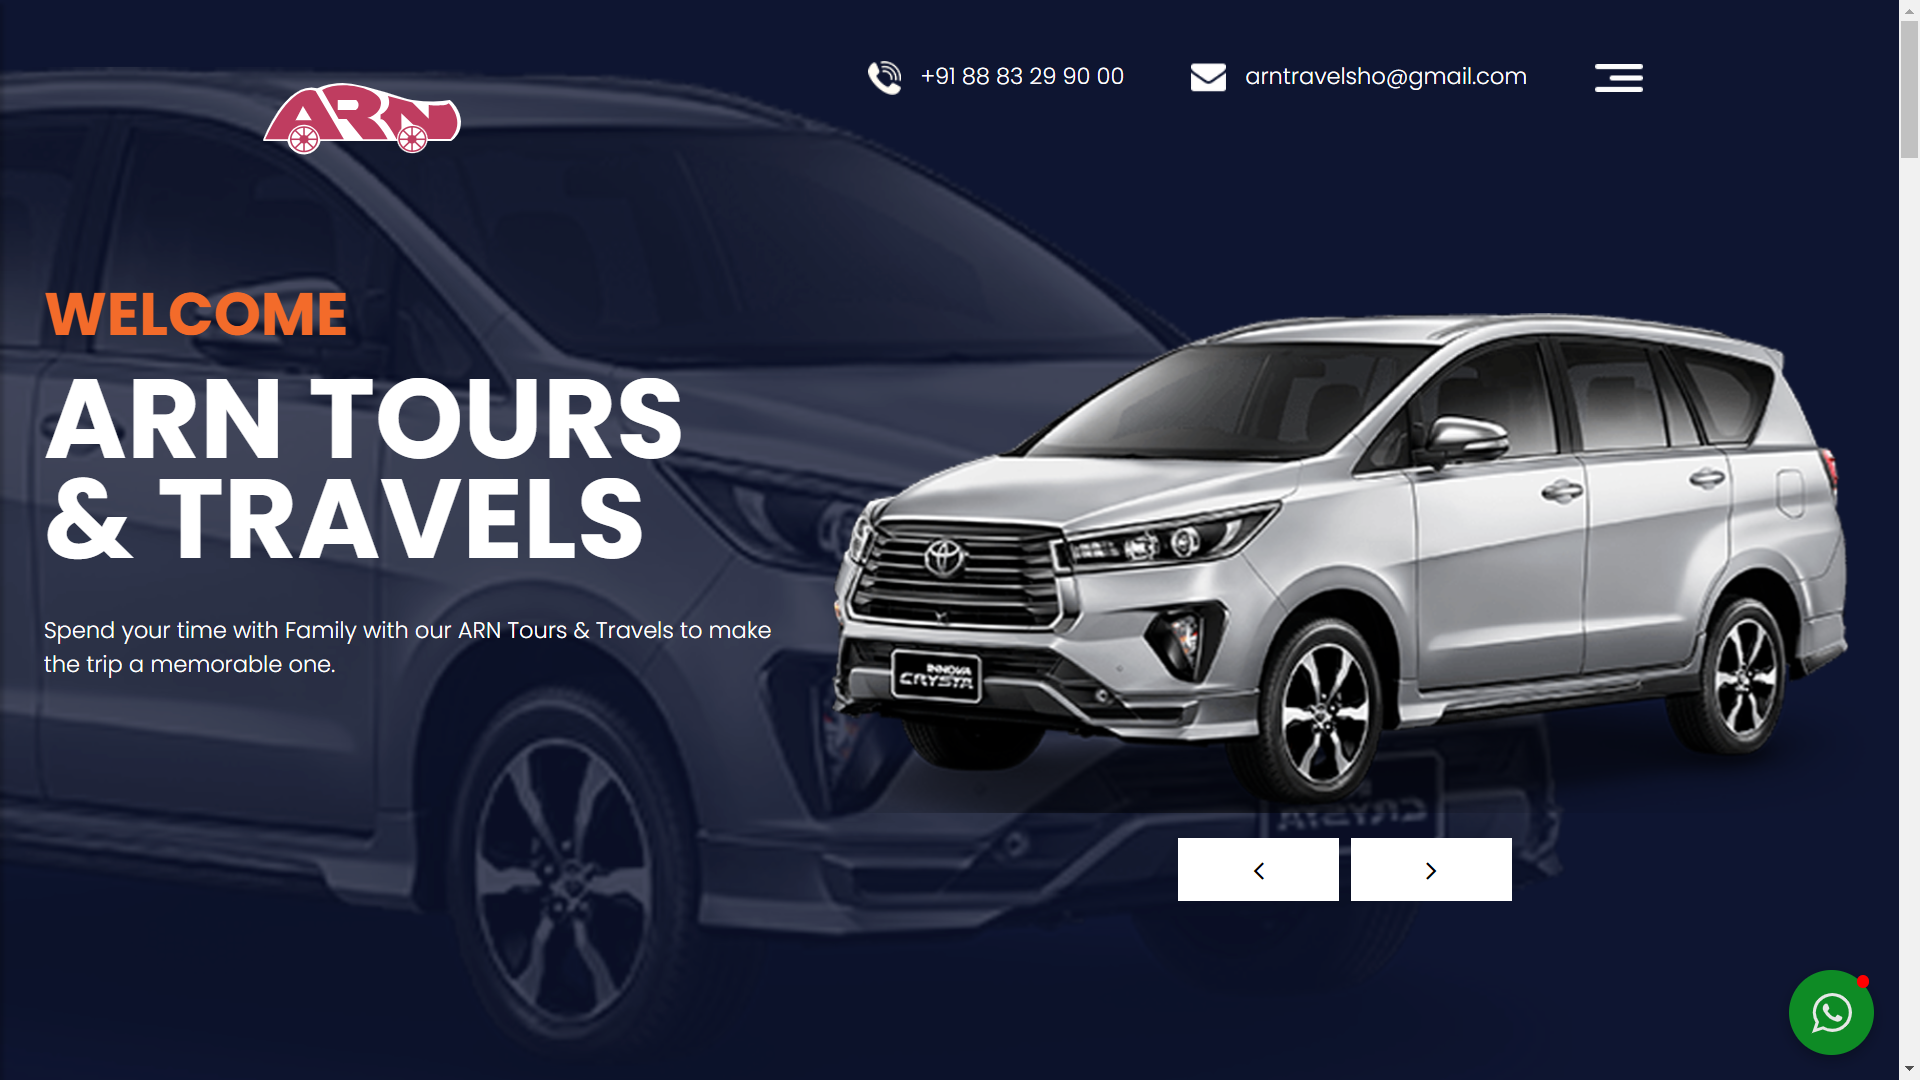 +91 88 83 29 90 00
arntravelsho@gmail.com
ARN
WELCOME
ARN TOURS
& TRAVELS
Spend your time with Family with our ARN Tours & Travels to make
the trip a memorable one.
INNOVA
CRYSTA
CRYSTA